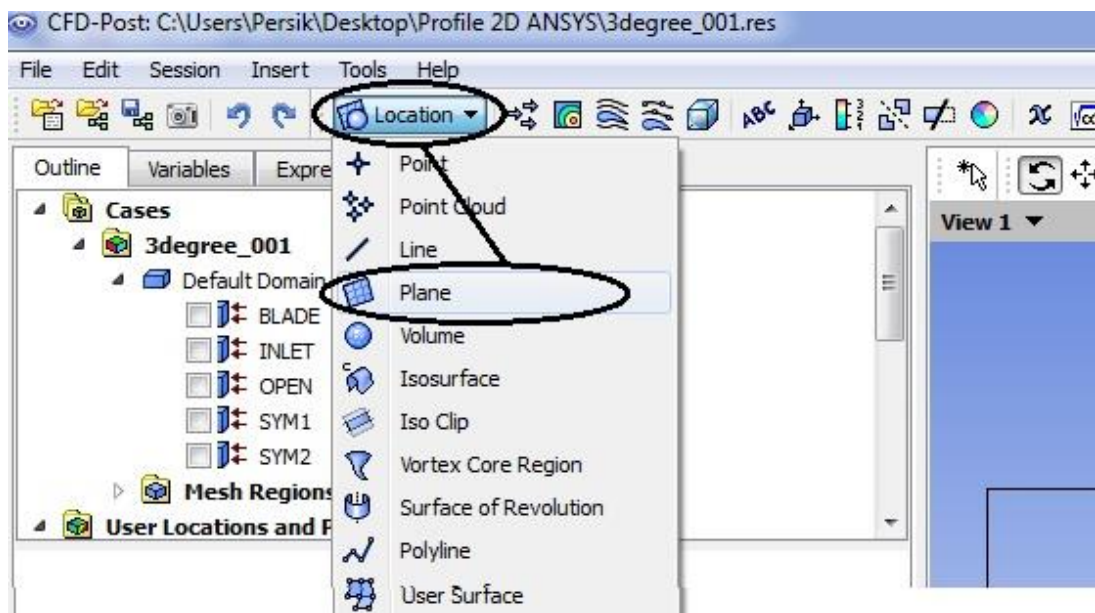 CFD-Post: C:\Users\Persik\Desktop\Profile 2D ANSYS\3degree_001.res
File Edit Session Insert Tools Help
Location
ABC
Outline Variables Expre
Point
Cases
Point Cloud
View 1
3degree_001
Line
Default Domain
Plane
BLADE
Volume
INLET
Isosurface
OPEN
Iso Clip
SYM1
Vortex Core Region
SYM2
Mesh Regions
Surface of Revolution
User Locations and P
Polyline
User Surface